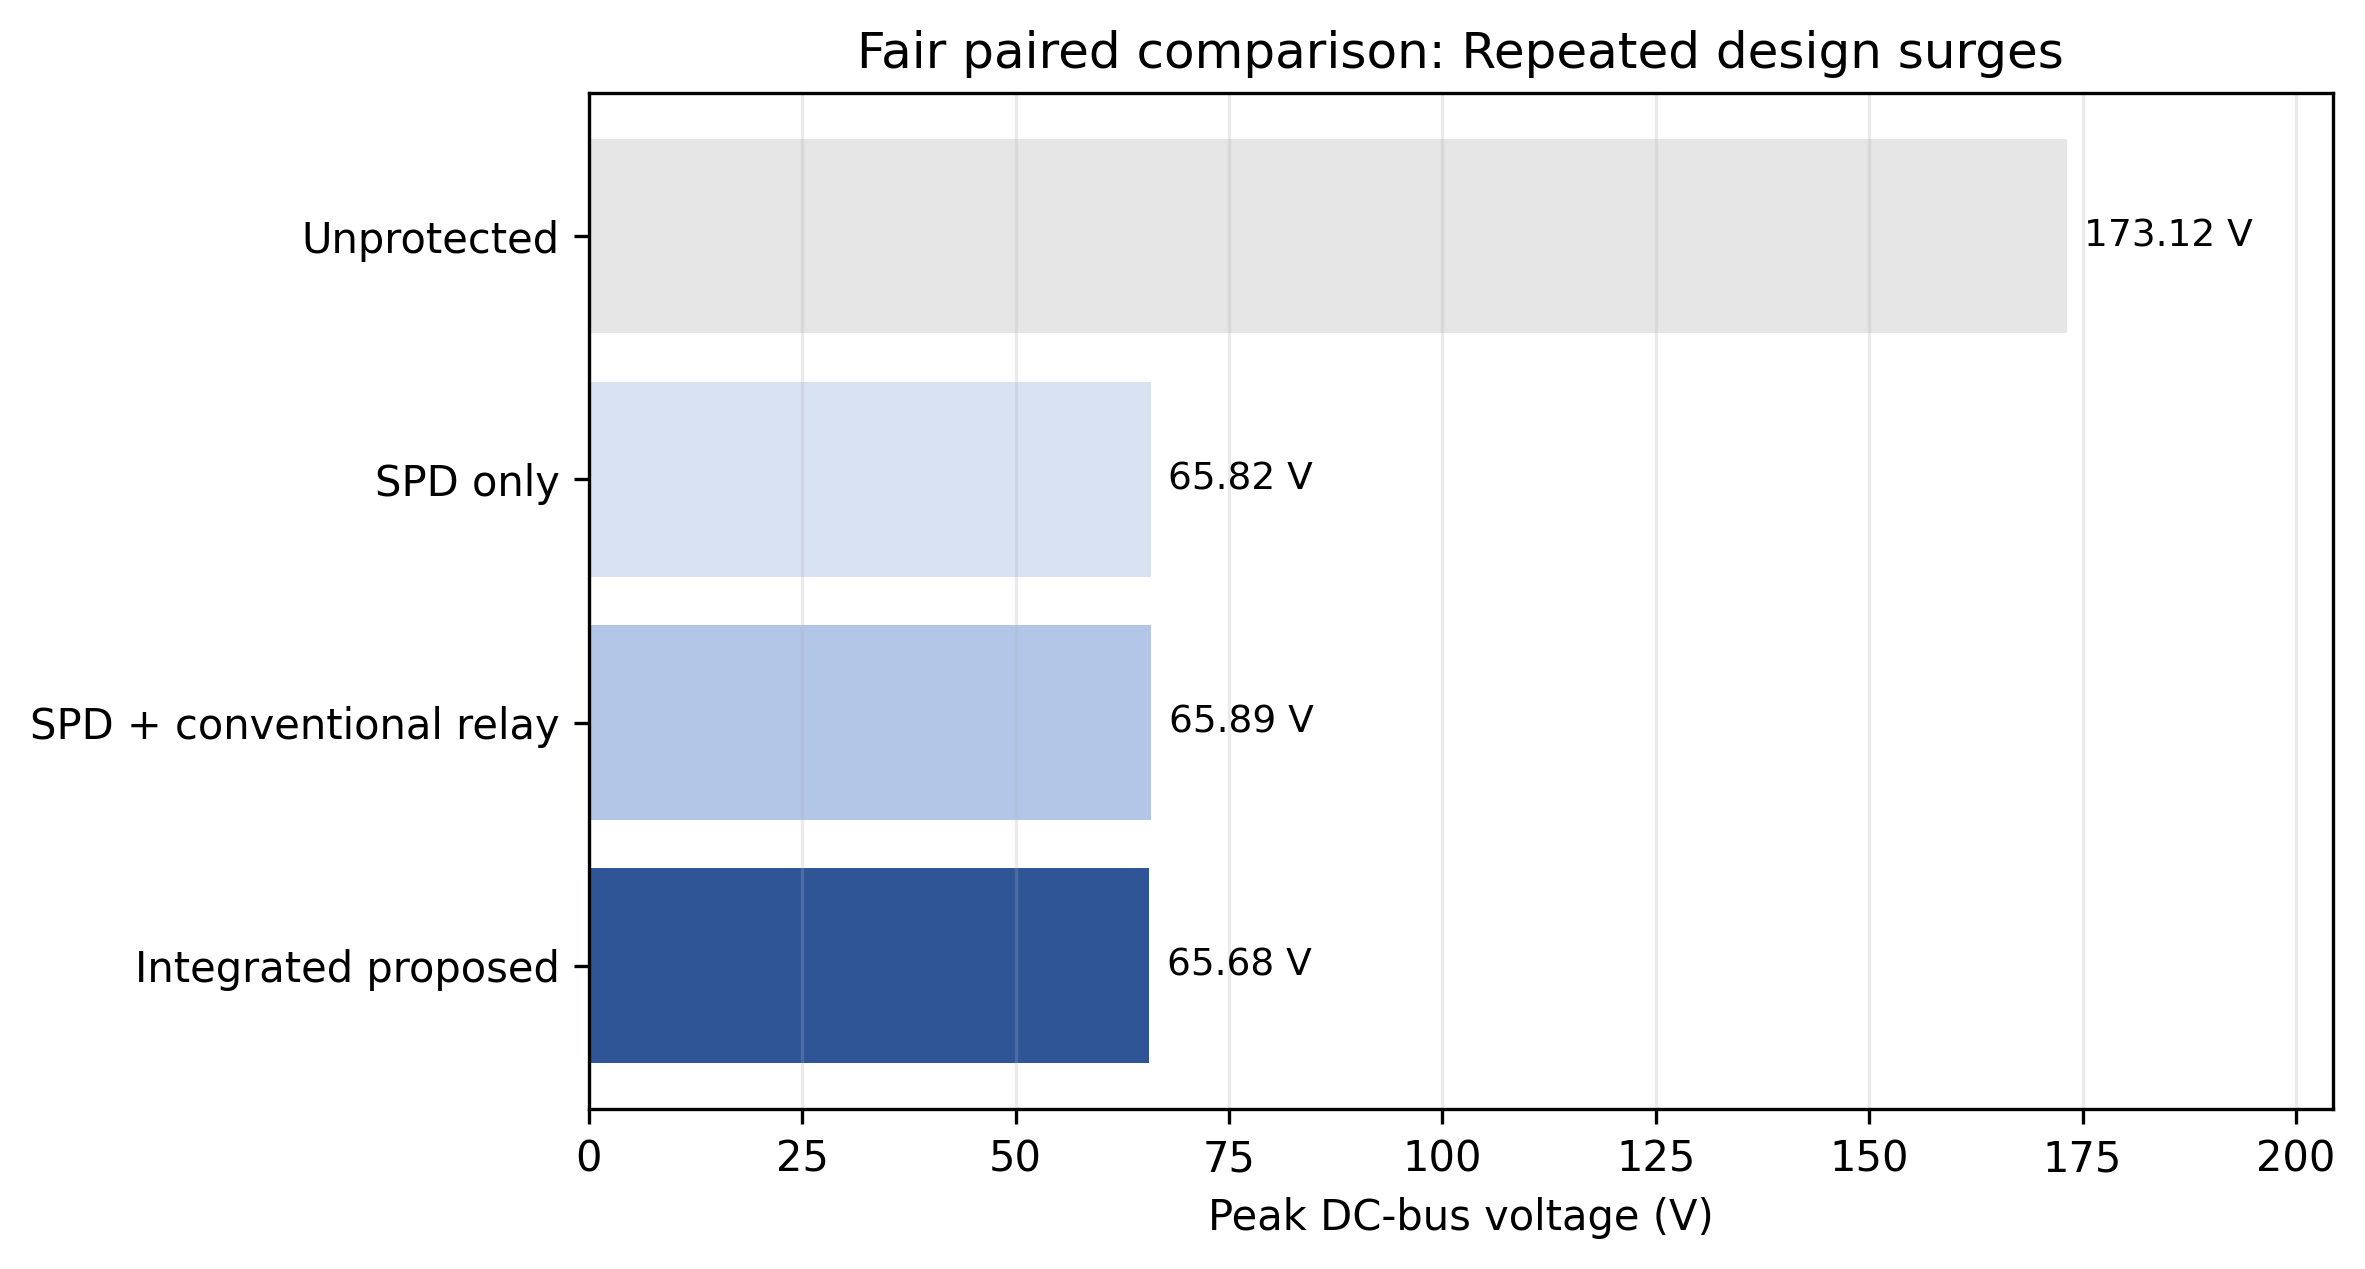 Fair paired comparison: Repeated design surges
Unprotected
173.12 V
SPD only
65.82 V
SPD + conventional relay
65.89 V
Integrated proposed
65.68 V
0 25 50 75 100 125 150 175 200
Peak DC-bus voltage (V)